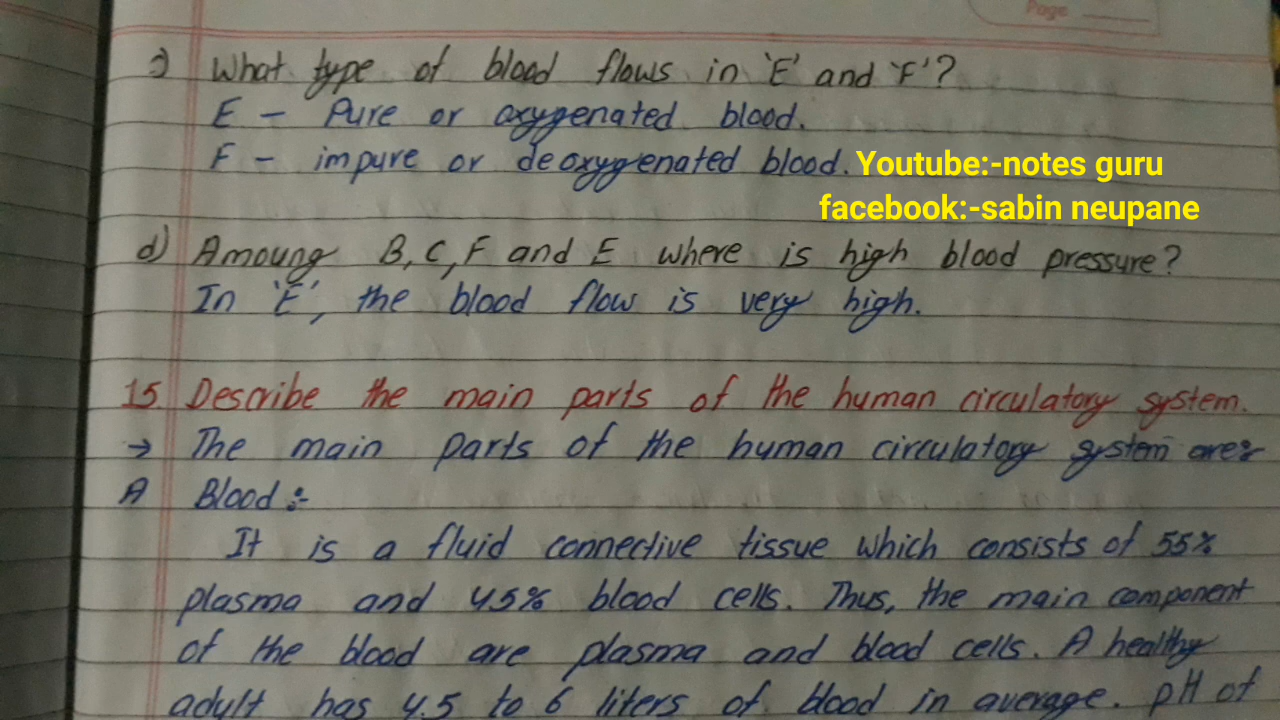 Page
c) What type of blood flows in 'E' and 'F'?
E - Pure or oxygenated blood.
F - impure or deoxygenated blood.
Youtube:-notes guru
facebook:-sabin neupane
d) Amoung B, C, F and E where is high blood pressure?
In 'E', the blood flow is very high.
15. Describe the main parts of the human circulatory system.
→ The main parts of the human circulatory system are:
A Blood :-
It is a fluid connective tissue which consists of 55%
plasma and 45% blood cells. Thus, the main component
of the blood are plasma and blood cells. A healthy
adult has 4.5 to 6 liters of blood in average. pH of